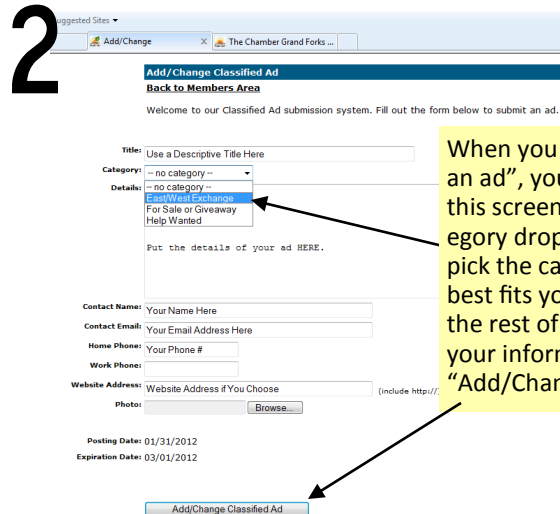 2
uggested Sites
Add/Change X The Chamber Grand Forks ...
Add/Change Classified Ad
Back to Members Area
Welcome to our Classified Ad submission system. Fill out the form below to submit an ad.
Title: Use a Descriptive Title Here
Category: -- no category --
Details: -- no category --
East/West Exchange
For Sale or Giveaway
Help Wanted
Put the details of your ad HERE.
Contact Name: Your Name Here
Contact Email: Your Email Address Here
Home Phone: Your Phone #
Work Phone:
Website Address: Website Address if You Choose (include http://
Photo: Browse...
Posting Date: 01/31/2012
Expiration Date: 03/01/2012
Add/Change Classified Ad
When you
an ad”, you
this screen
egory drop
pick the ca
best fits yo
the rest of
your inforr
“Add/Char